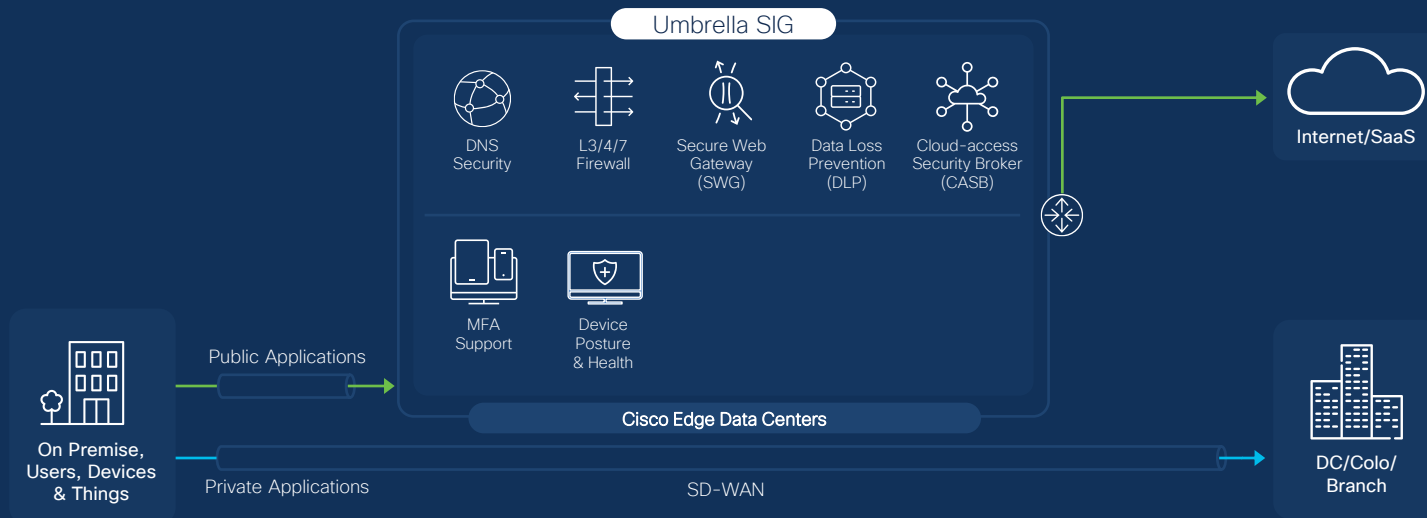 Umbrella SIG
DNS
Security
L3/4/7
Firewall
Secure Web
Gateway
(SWG)
Data Loss
Prevention
(DLP)
Cloud-access
Security Broker
(CASB)
Internet/SaaS
MFA
Support
Device
Posture
& Health
Public Applications
Cisco Edge Data Centers
On Premise,
Users, Devices
& Things
Private Applications
SD-WAN
DC/Colo/
Branch